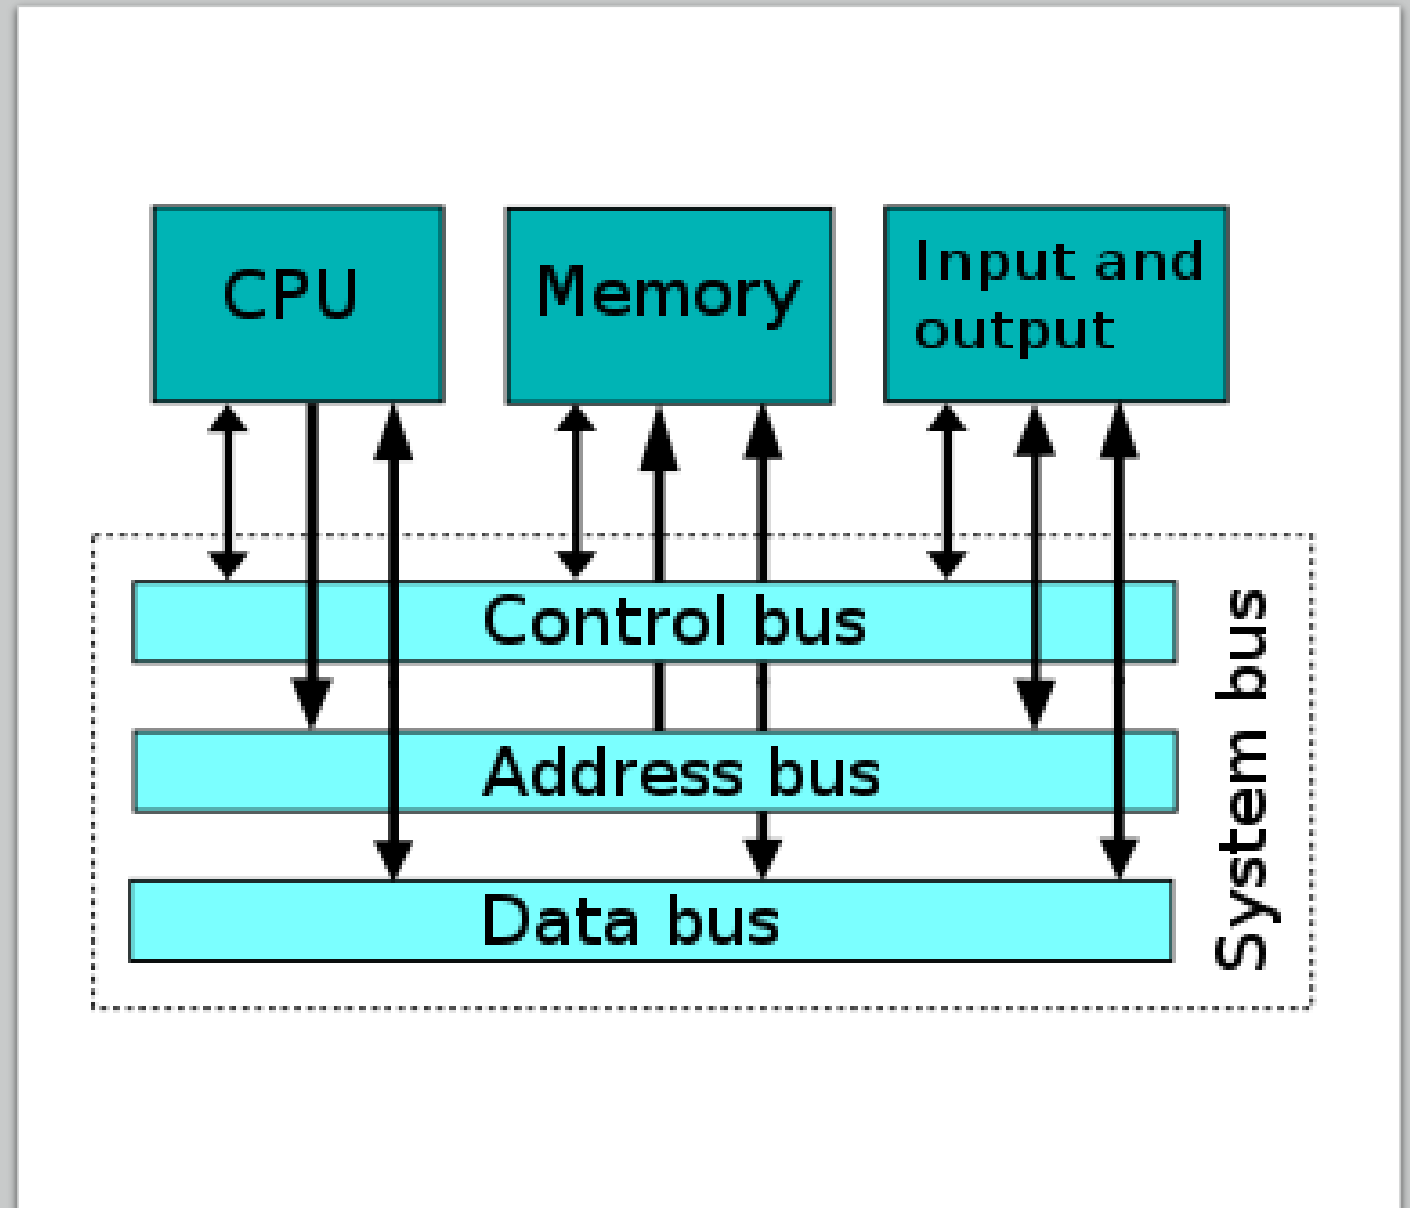 CPU
Memory
Input and
output
Control bus
Address bus
Data bus
System bus